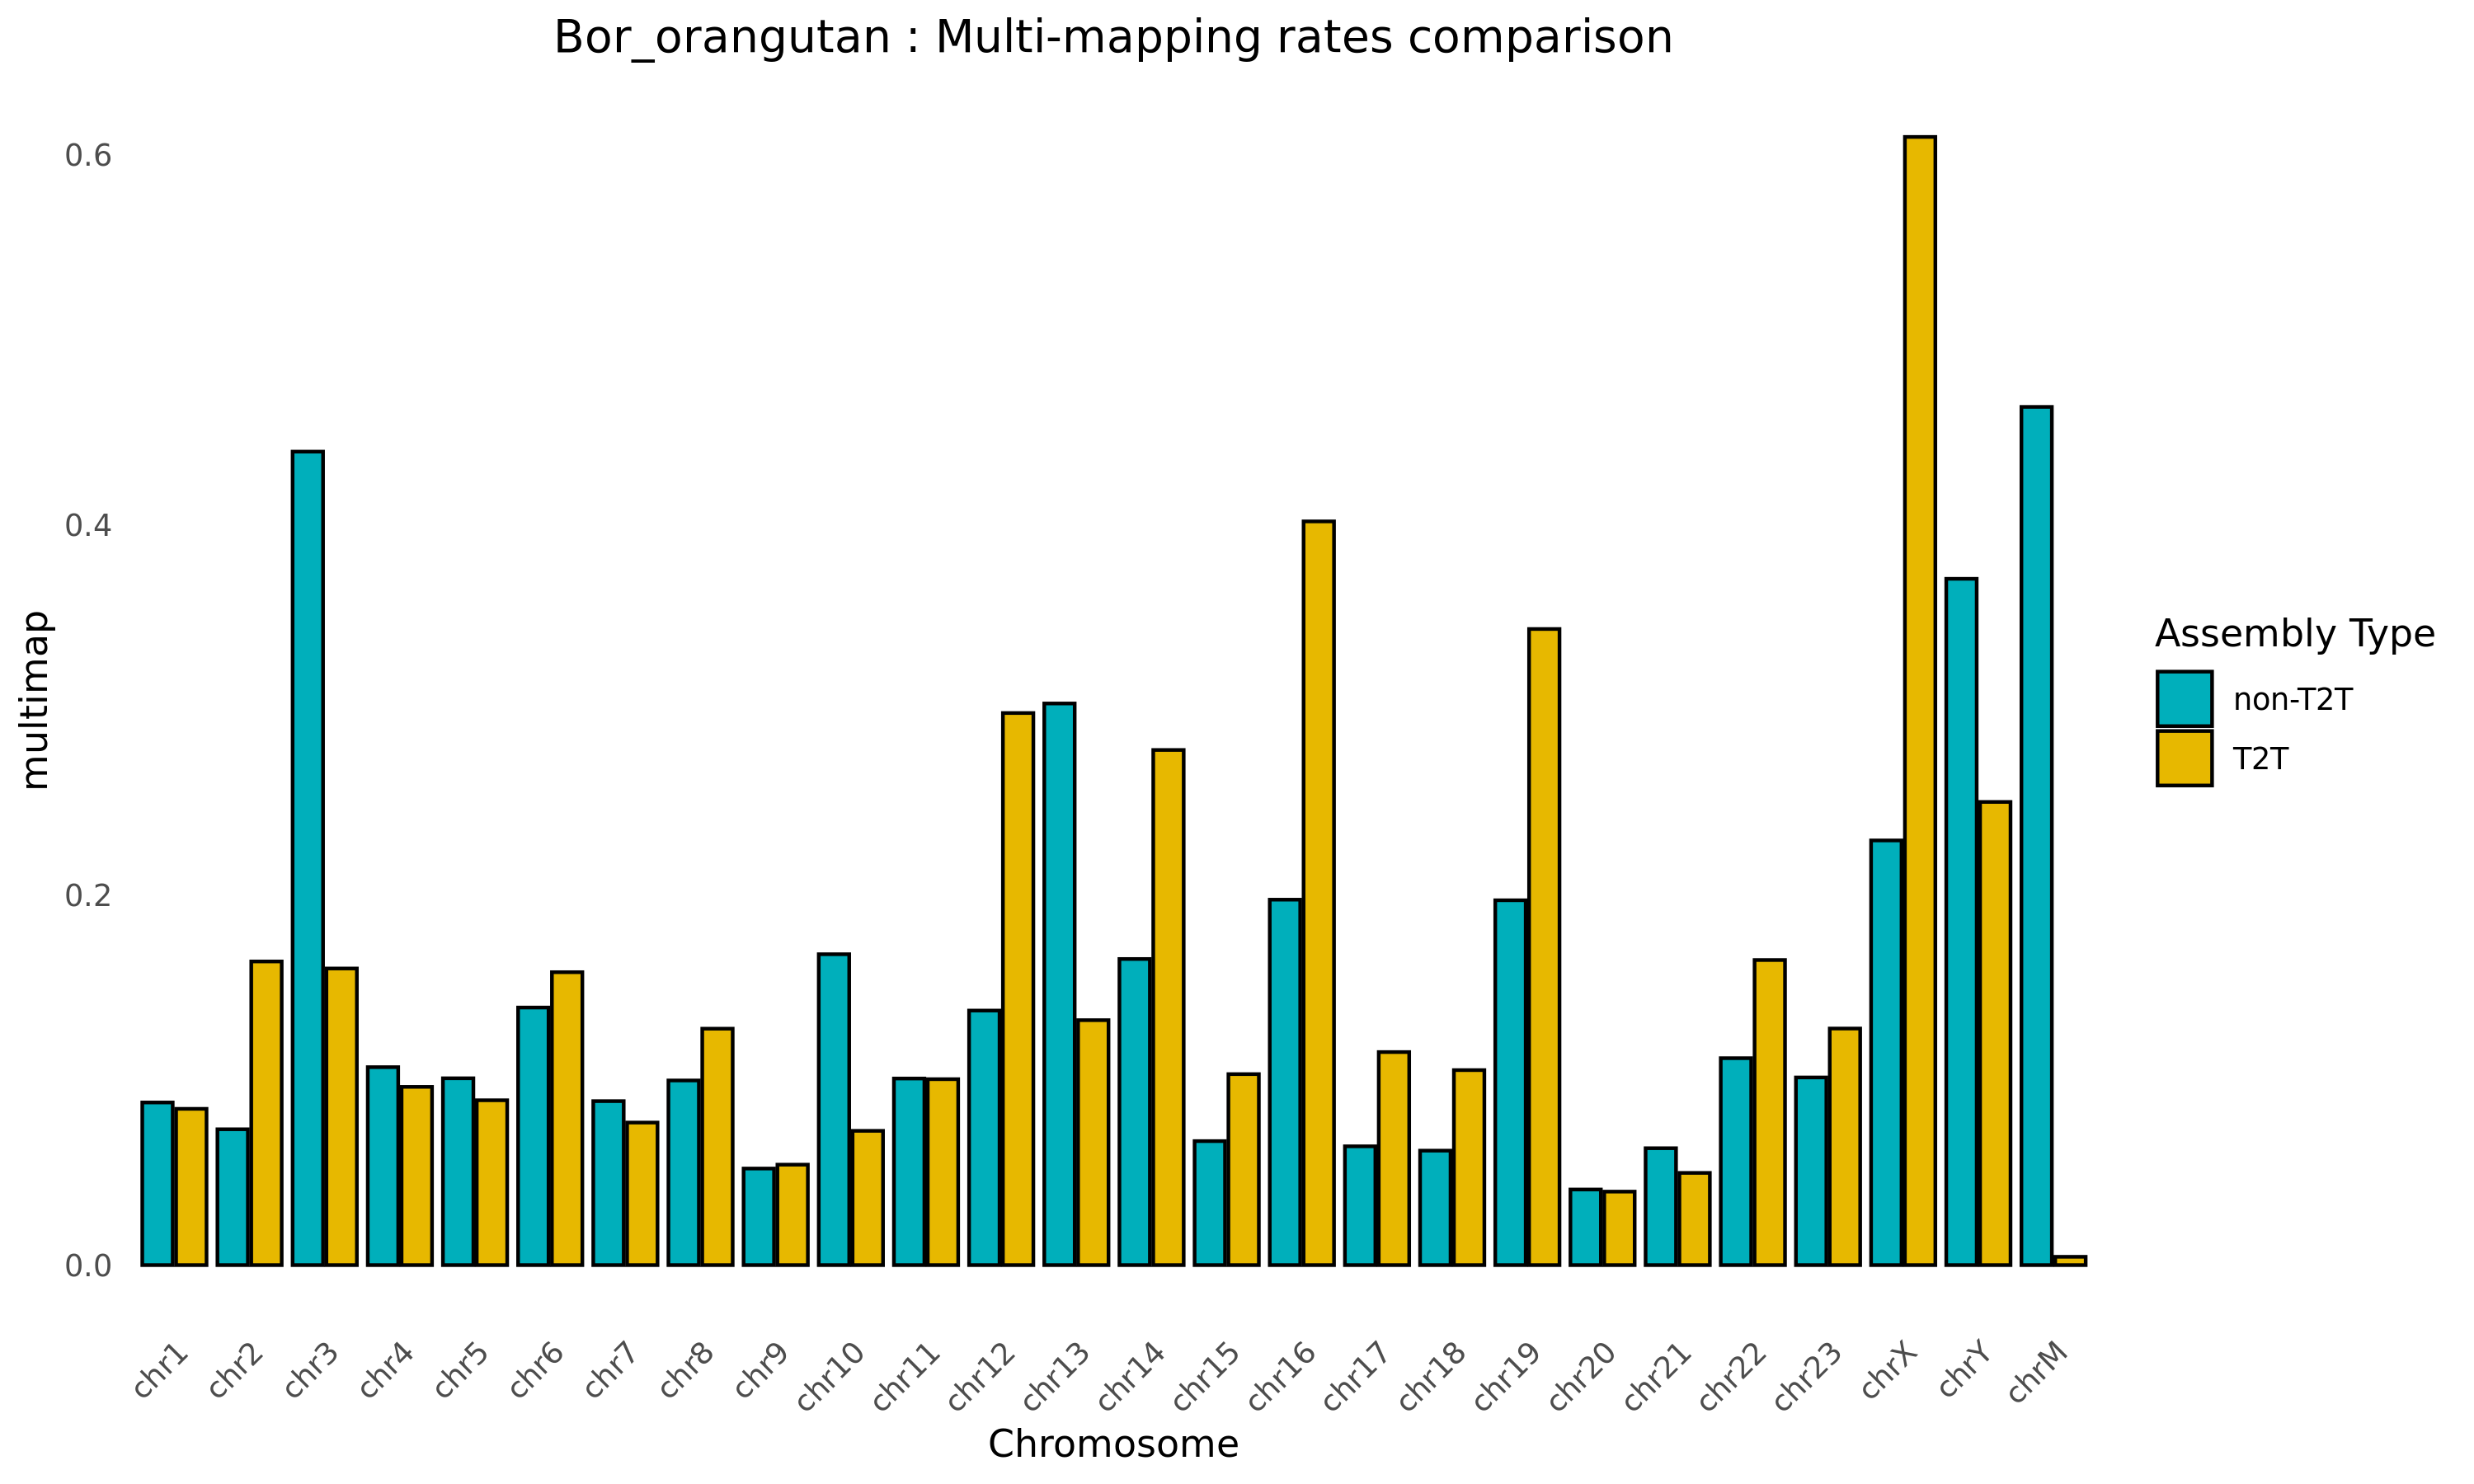 Bor_orangutan : Multi-mapping rates comparison
0.6
0.4
0.2
0.0
multimap
chr1
chr2
chr3
chr4
chr5
chr6
chr7
chr8
chr9
chr10
chr11
chr12
chr13
chr14
chr15
chr16
chr17
chr18
chr19
chr20
chr21
chr22
chr23
chrX
chrY
chrM
Chromosome
Assembly Type
non-T2T
T2T